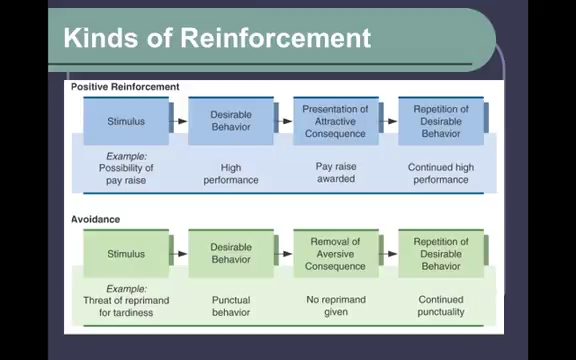 Kinds of Reinforcement
Positive Reinforcement
Stimulus
Desirable
Behavior
Presentation of
Attractive
Consequence
Repetition of
Desirable
Behavior
Example:
Possibility of
pay raise
High
performance
Pay raise
awarded
Continued high
performance
Avoidance
Stimulus
Desirable
Behavior
Removal of
Aversive
Consequence
Repetition of
Desirable
Behavior
Example:
Threat of reprimand
for tardiness
Punctual
behavior
No reprimand
given
Continued
punctuality